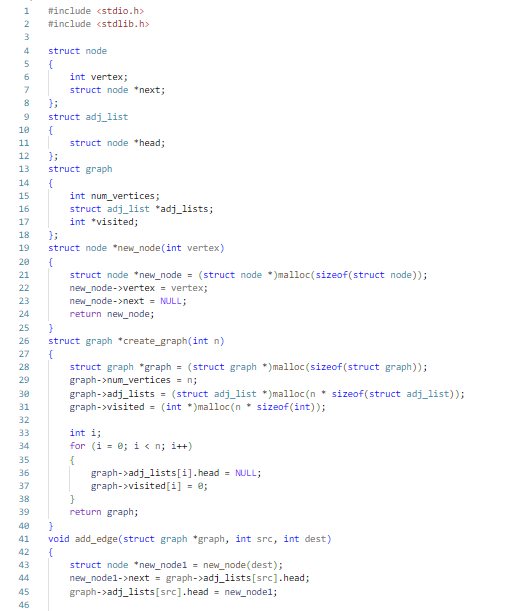 1 #include <stdio.h>
2 #include <stdlib.h>
3
4 struct node
5 {
6     int vertex;
7     struct node *next;
8 };
9 struct adj_list
10 {
11     struct node *head;
12 };
13 struct graph
14 {
15     int num_vertices;
16     struct adj_list *adj_lists;
17     int *visited;
18 };
19 struct node *new_node(int vertex)
20 {
21     struct node *new_node = (struct node *)malloc(sizeof(struct node));
22     new_node->vertex = vertex;
23     new_node->next = NULL;
24     return new_node;
25 }
26 struct graph *create_graph(int n)
27 {
28     struct graph *graph = (struct graph *)malloc(sizeof(struct graph));
29     graph->num_vertices = n;
30     graph->adj_lists = (struct adj_list *)malloc(n * sizeof(struct adj_list));
31     graph->visited = (int *)malloc(n * sizeof(int));
32
33     int i;
34     for (i = 0; i < n; i++)
35     {
36         graph->adj_lists[i].head = NULL;
37         graph->visited[i] = 0;
38     }
39     return graph;
40 }
41 void add_edge(struct graph *graph, int src, int dest)
42 {
43     struct node *new_node1 = new_node(dest);
44     new_node1->next = graph->adj_lists[src].head;
45     graph->adj_lists[src].head = new_node1;
46